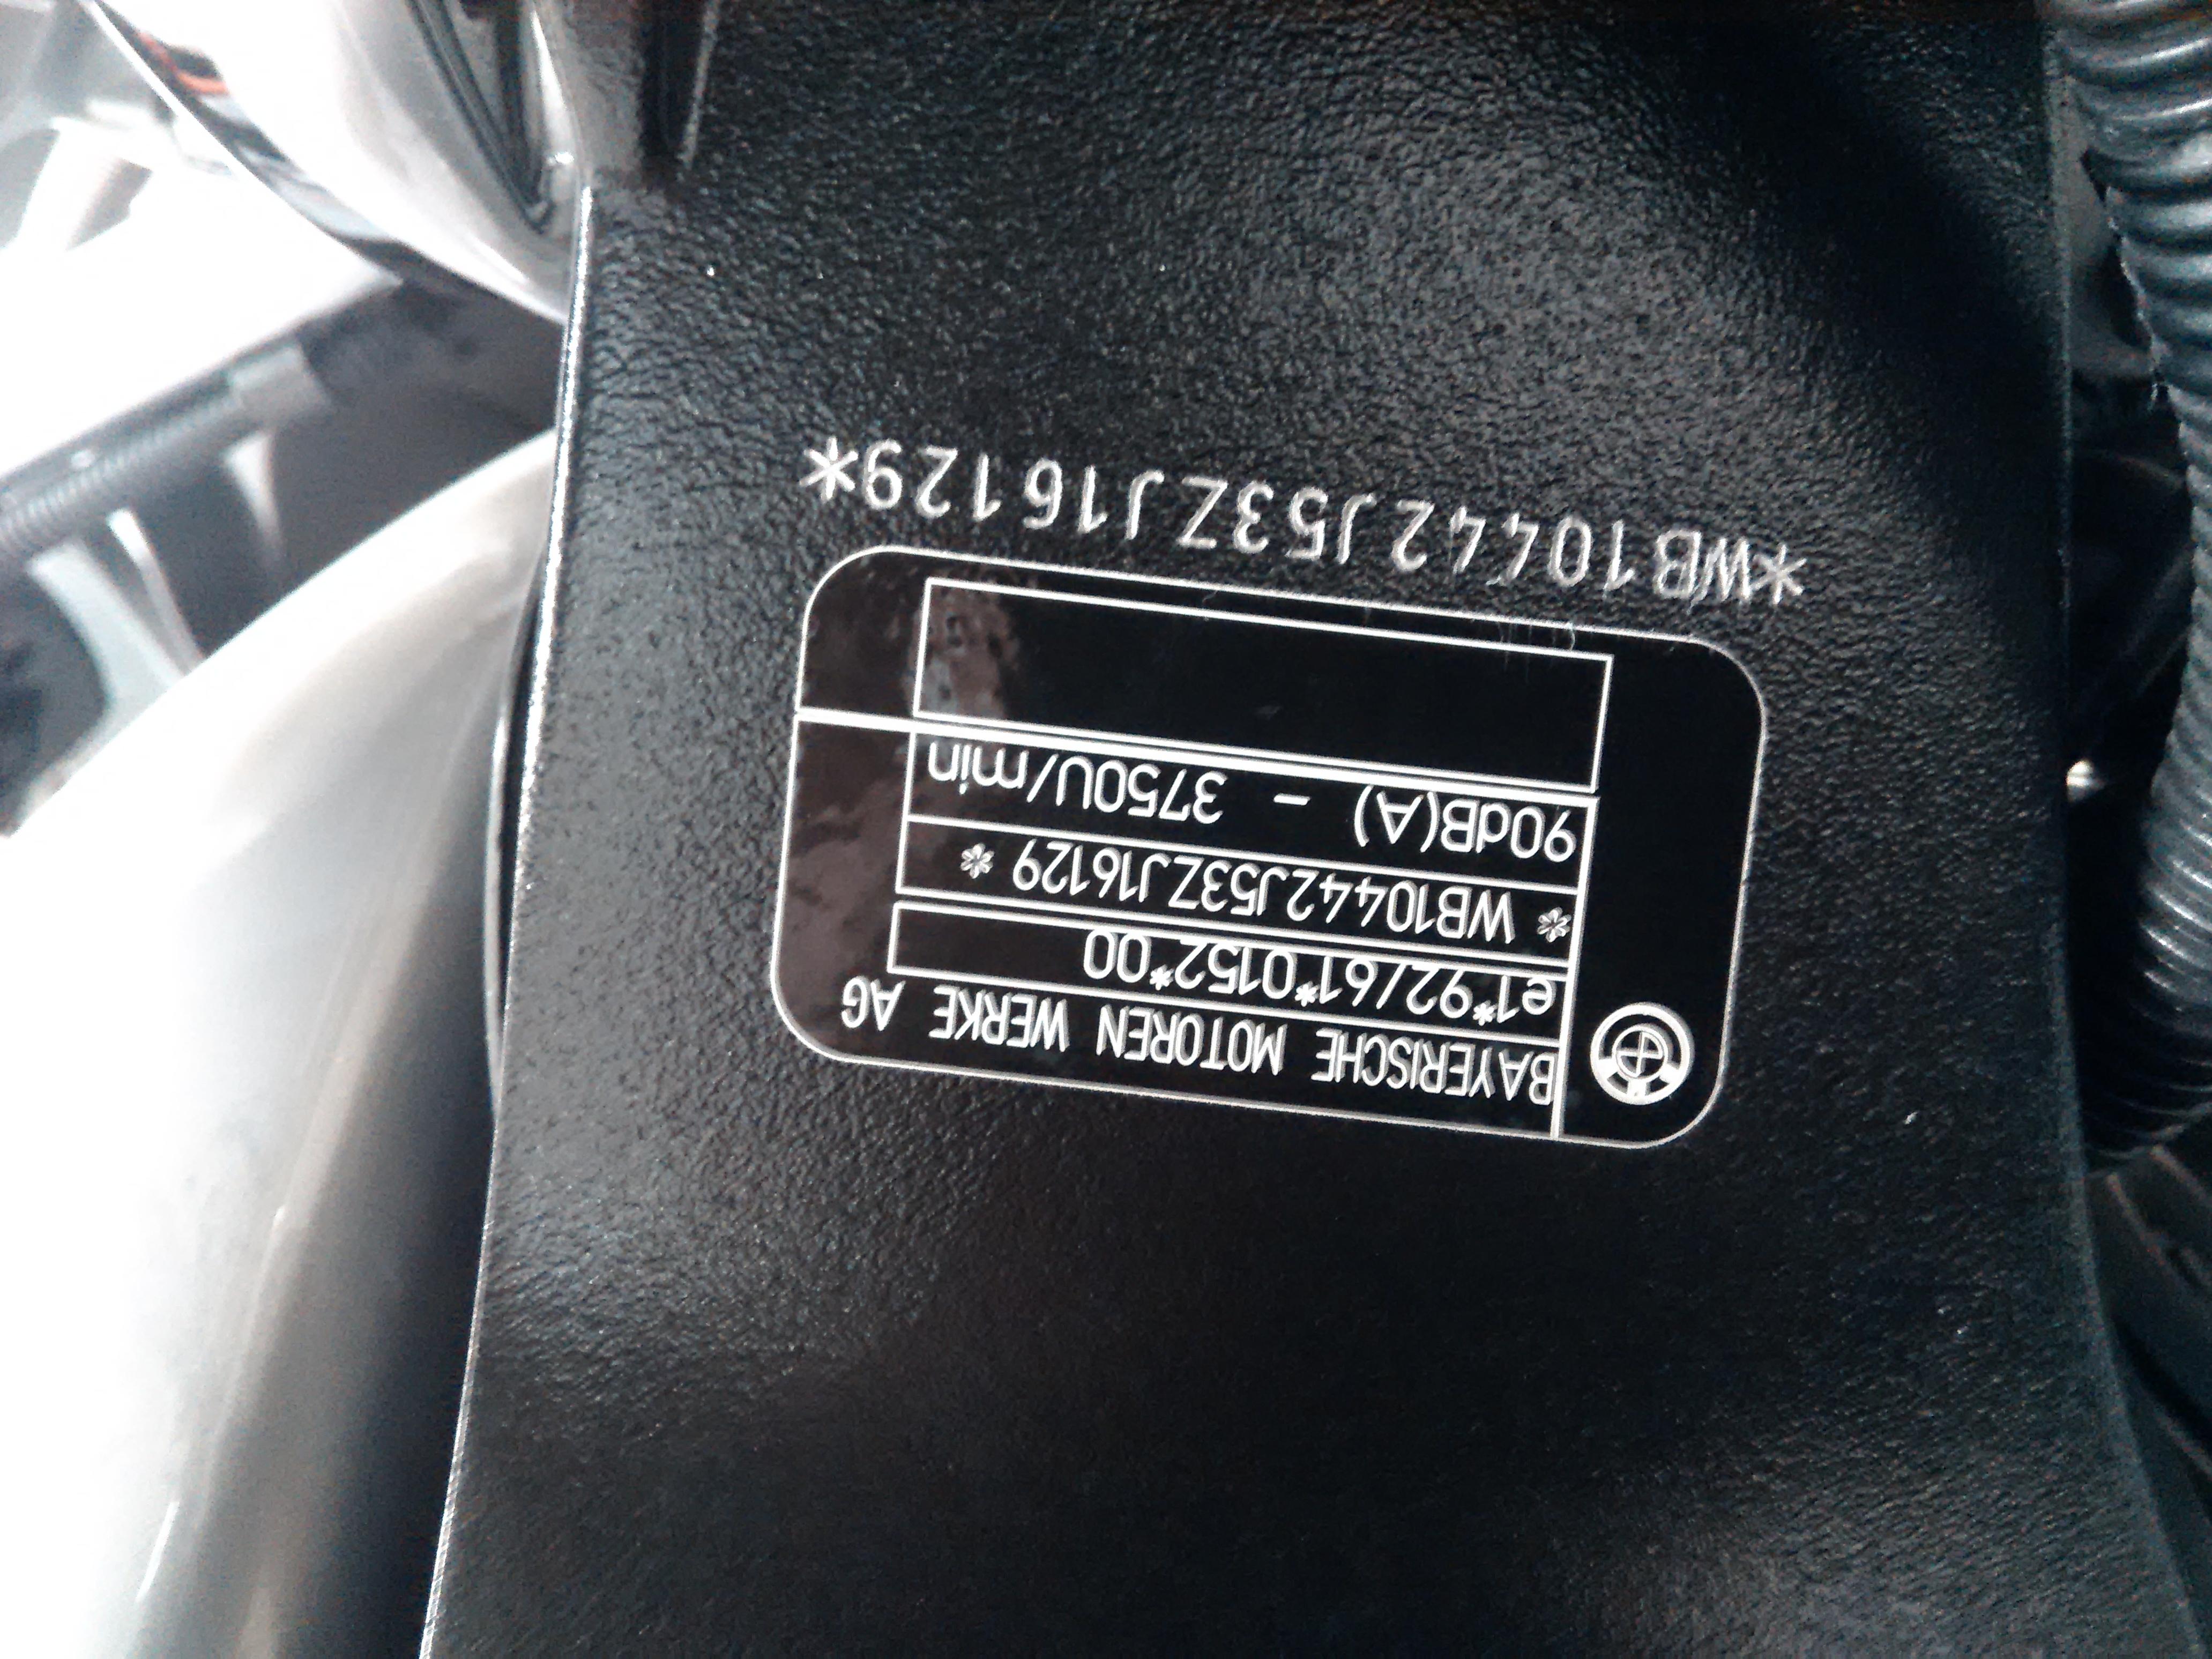 BAYERISCHE MOTOREN WERKE AG
e1*92/61*0152*00
* WB10442J53ZJ16129 *
90dB(A) - 3750U/min
*WB10442J53ZJ16129*